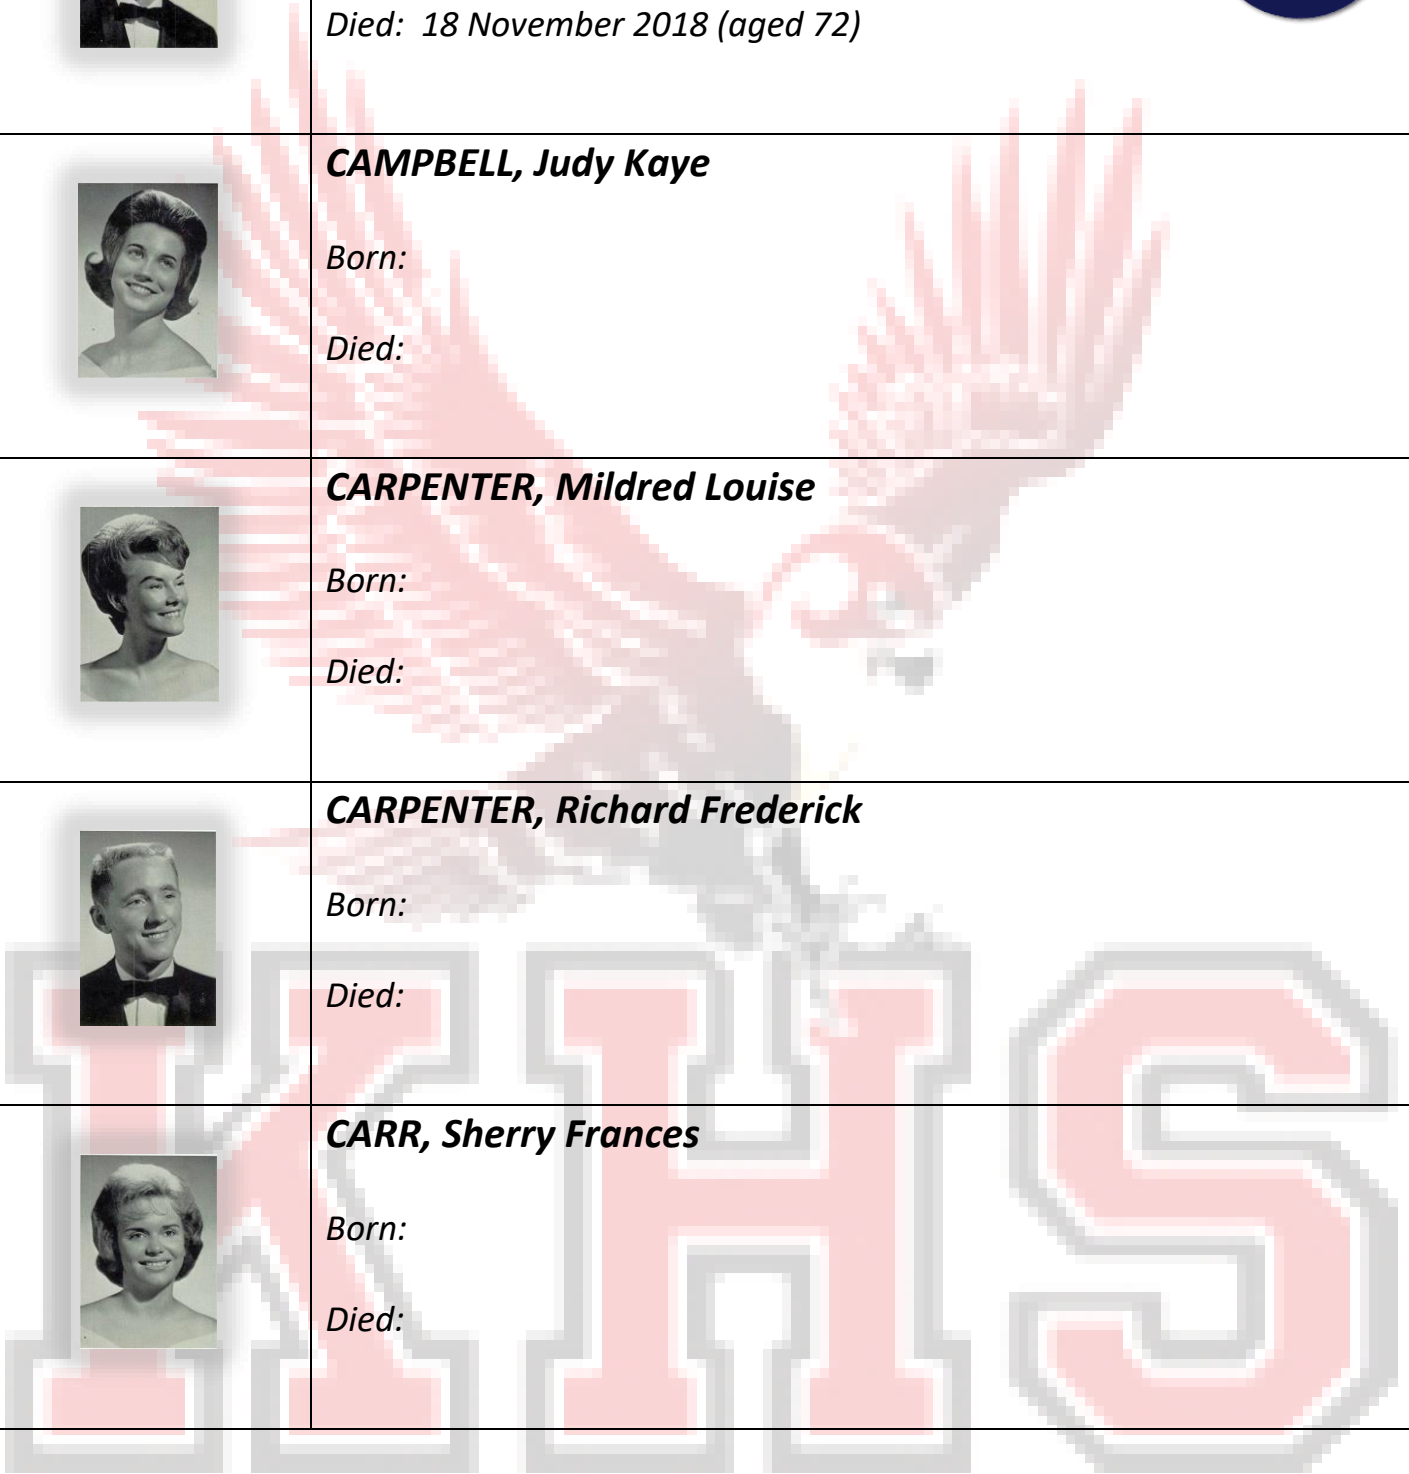 Died: 18 November 2018 (aged 72)
CAMPBELL, Judy Kaye
Born:
Died:
CARPENTER, Mildred Louise
Born:
Died:
CARPENTER, Richard Frederick
Born:
Died:
CARR, Sherry Frances
Born:
Died:
KHS